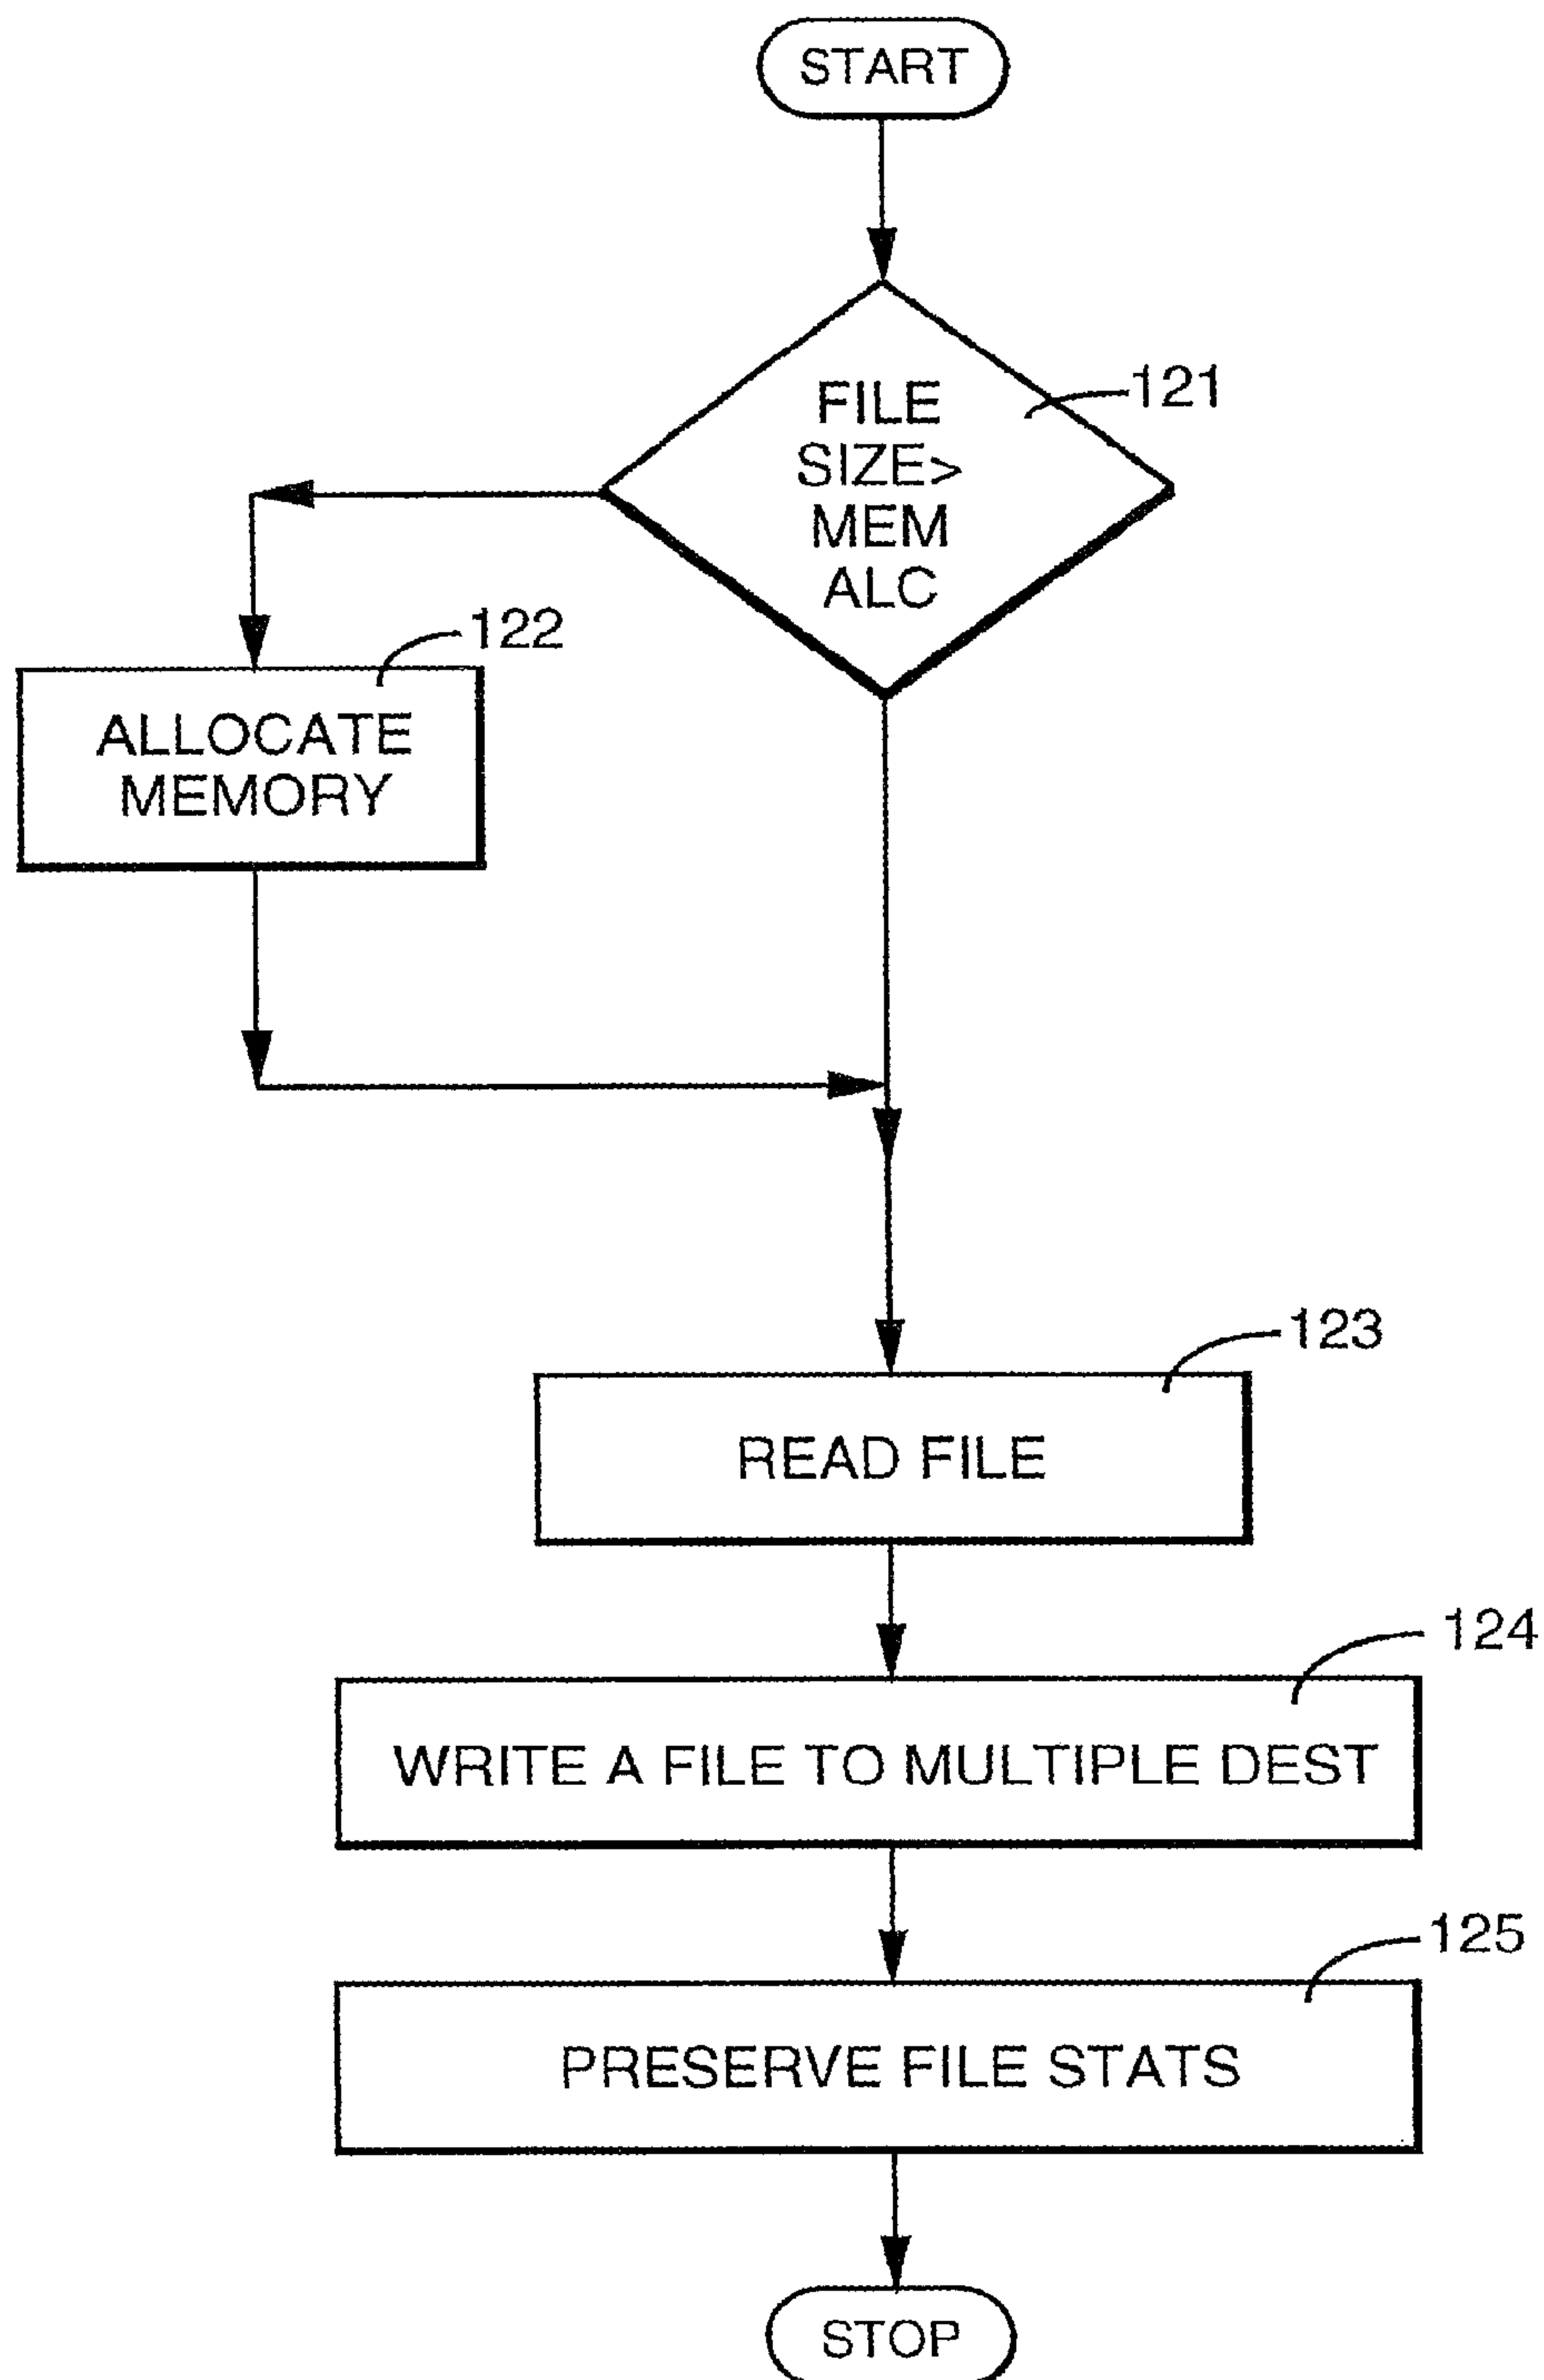 START
121
FILE
SIZE>
MEM
ALC
122
ALLOCATE
MEMORY
123
READ FILE
124
WRITE A FILE TO MULTIPLE DEST
125
PRESERVE FILE STATS
STOP